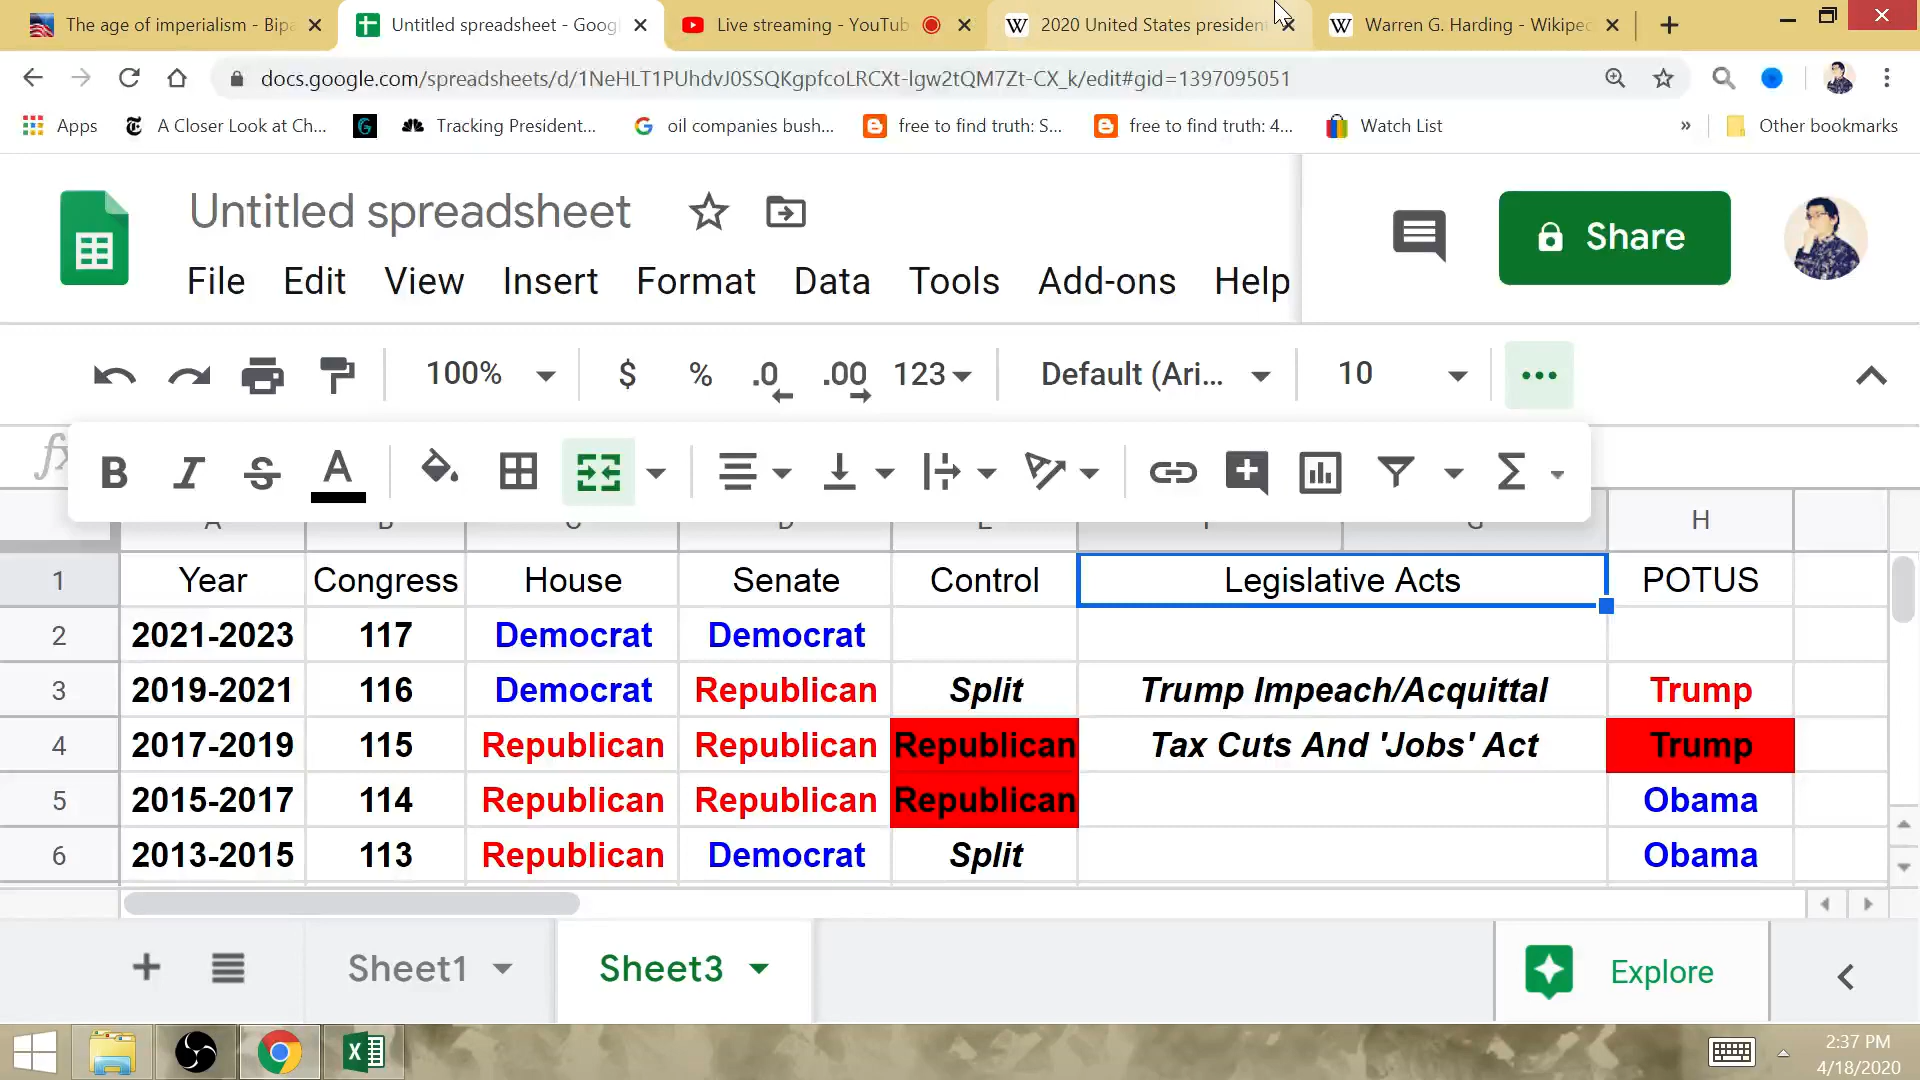 The age of imperialism - Bipa
Untitled spreadsheet - Googl
Live streaming - YouTub
2020 United States president
Warren G. Harding - Wikipec
docs.google.com/spreadsheets/d/1NeHLT1PUhdvJ0SSQKgpfcoLRCXt-lgw2tQM7Zt-CX_k/edit#gid=1397095051
Apps
A Closer Look at Ch...
Tracking President...
oil companies bush...
free to find truth: S...
free to find truth: 4...
Watch List
»
Other bookmarks
Untitled spreadsheet
Share
File Edit View Insert Format Data Tools Add-ons Help
100% $ % .0 .00 123 Default (Ari... 10
fx B I S A Σ
H
1 Year Congress House Senate Control Legislative Acts POTUS
2 2021-2023 117 Democrat Democrat
3 2019-2021 116 Democrat Republican Split Trump Impeach/Acquittal Trump
4 2017-2019 115 Republican Republican Republican Tax Cuts And 'Jobs' Act Trump
5 2015-2017 114 Republican Republican Republican Obama
6 2013-2015 113 Republican Democrat Split Obama
Sheet1 Sheet3 Explore
2:37 PM
4/18/2020